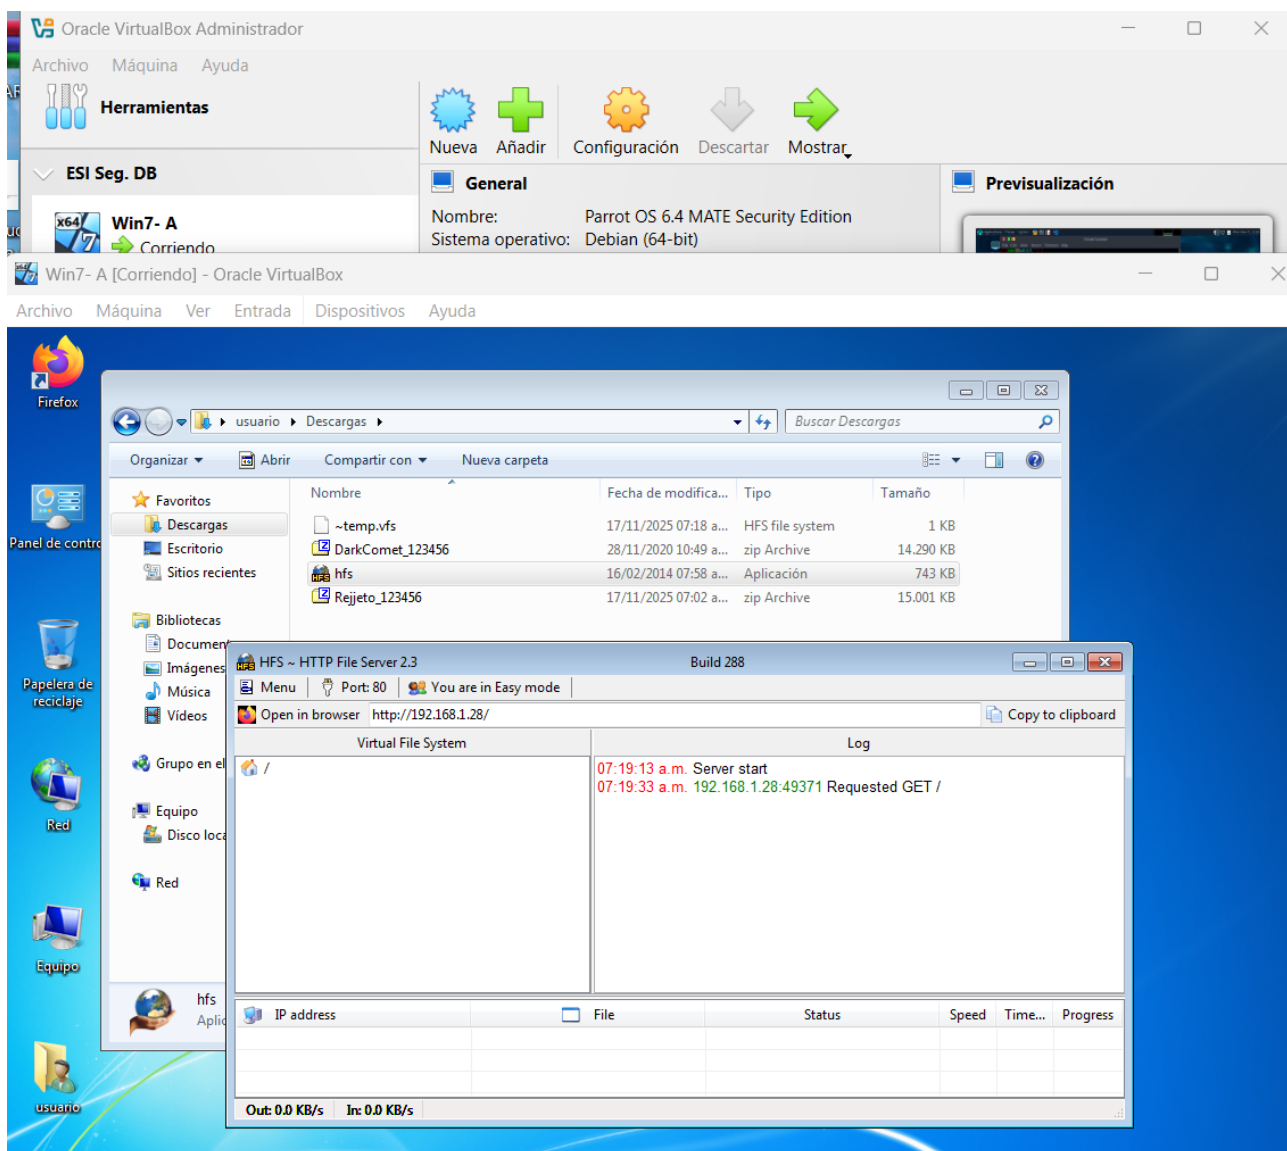 Oracle VirtualBox Administrador
Archivo Máquina Ayuda
Herramientas
Nueva Añadir Configuración Descartar Mostrar
ESI Seg. DB
General
Previsualización
x64
7
Win7- A
Corriendo
Nombre: Parrot OS 6.4 MATE Security Edition
Sistema operativo: Debian (64-bit)
Win7- A [Corriendo] - Oracle VirtualBox
Archivo Máquina Ver Entrada Dispositivos Ayuda
Firefox
usuario Descargas
Buscar Descargas
Organizar Abrir Compartir con Nueva carpeta
Favoritos
Descargas
Escritorio
Sitios recientes
Bibliotecas
Imágenes
Música
Vídeos
Grupo en el
Equipo
Disco loca
Red
Nombre Fecha de modifica... Tipo Tamaño
~temp.vfs 17/11/2025 07:18 a... HFS file system 1 KB
DarkComet_123456 28/11/2020 10:49 a... zip Archive 14.290 KB
hfs 16/02/2014 07:58 a... Aplicación 743 KB
Rejjeto_123456 17/11/2025 07:02 a... zip Archive 15.001 KB
Panel de contro
Papelera de
reciclaje
Red
Equipo
usuario
hfs
Aplic
HFS ~ HTTP File Server 2.3 Build 288
Menu Port: 80 You are in Easy mode
Open in browser http://192.168.1.28/ Copy to clipboard
Virtual File System Log
/
07:19:13 a.m. Server start
07:19:33 a.m. 192.168.1.28:49371 Requested GET /
IP address File Status Speed Time... Progress
Out: 0.0 KB/s In: 0.0 KB/s